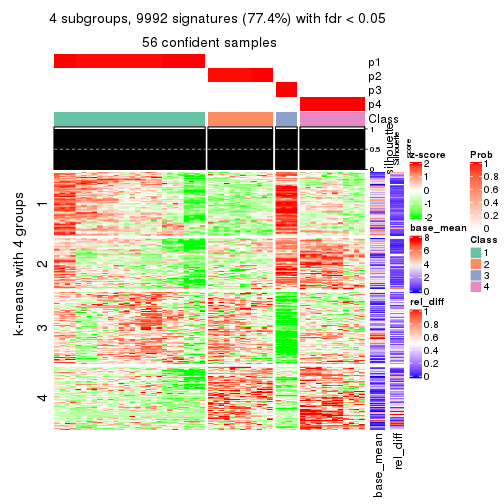 4 subgroups, 9992 signatures (77.4%) with fdr < 0.05
56 confident samples
p1
p2
p3
p4
Class
1
0.5
0
silhouette
Silhouette
score
k-means with 4 groups
1
2
3
4
base_mean
rel_diff
z-score
2
1
0
-1
-2
base_mean
8
6
4
2
0
rel_diff
1
0.8
0.6
0.4
0.2
0
Prob
1
0.8
0.6
0.4
0.2
0
Class
1
2
3
4